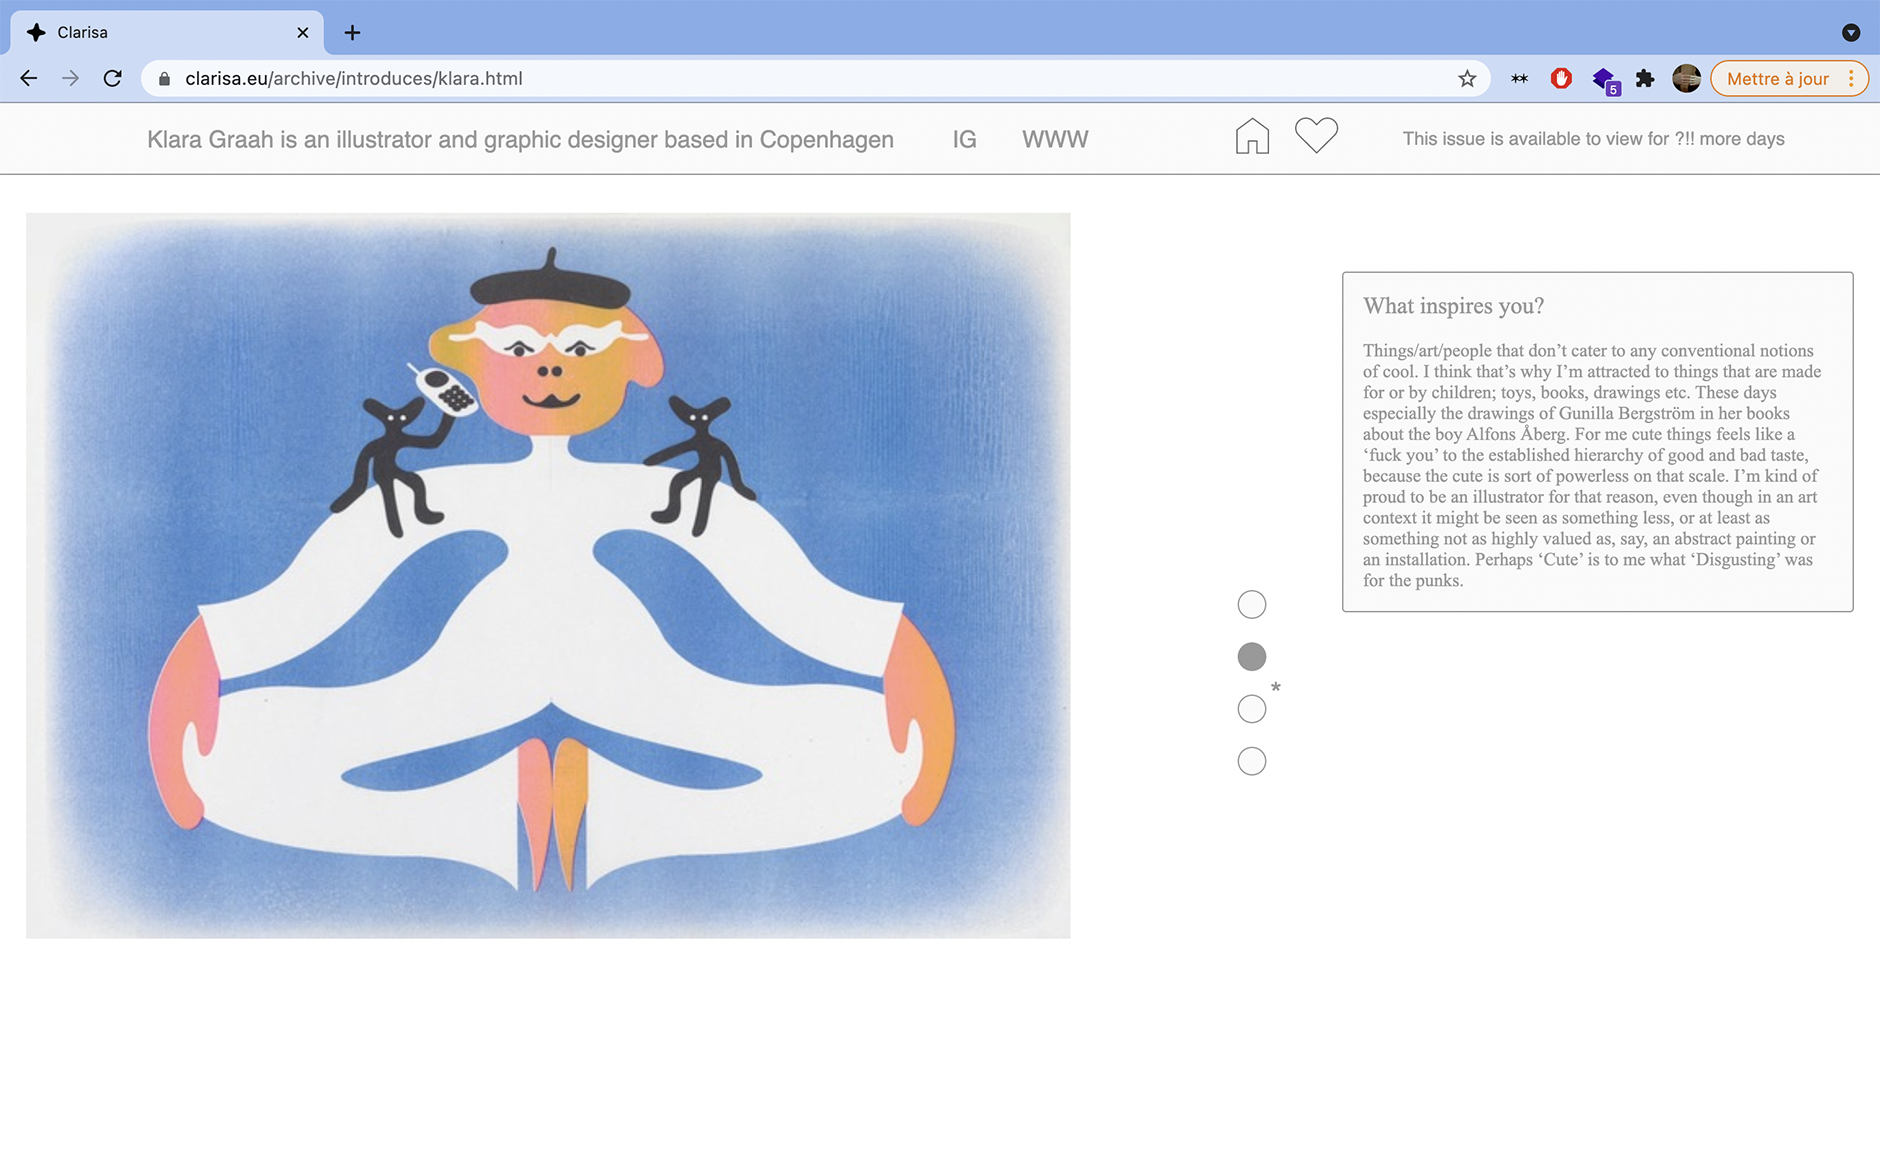 Clarisa
clarisa.eu/archive/introduces/klara.html
5
Mettre à jour
Klara Graah is an illustrator and graphic designer based in Copenhagen
IG
WWW
This issue is available to view for ?!! more days
What inspires you?
Things/art/people that don’t cater to any conventional notions
of cool. I think that’s why I’m attracted to things that are made
for or by children; toys, books, drawings etc. These days
especially the drawings of Gunilla Bergström in her books
about the boy Alfons Åberg. For me cute things feels like a
‘fuck you’ to the established hierarchy of good and bad taste,
because the cute is sort of powerless on that scale. I’m kind of
proud to be an illustrator for that reason, even though in an art
context it might be seen as something less, or at least as
something not as highly valued as, say, an abstract painting or
an installation. Perhaps ‘Cute’ is to me what ‘Disgusting’ was
for the punks.
*